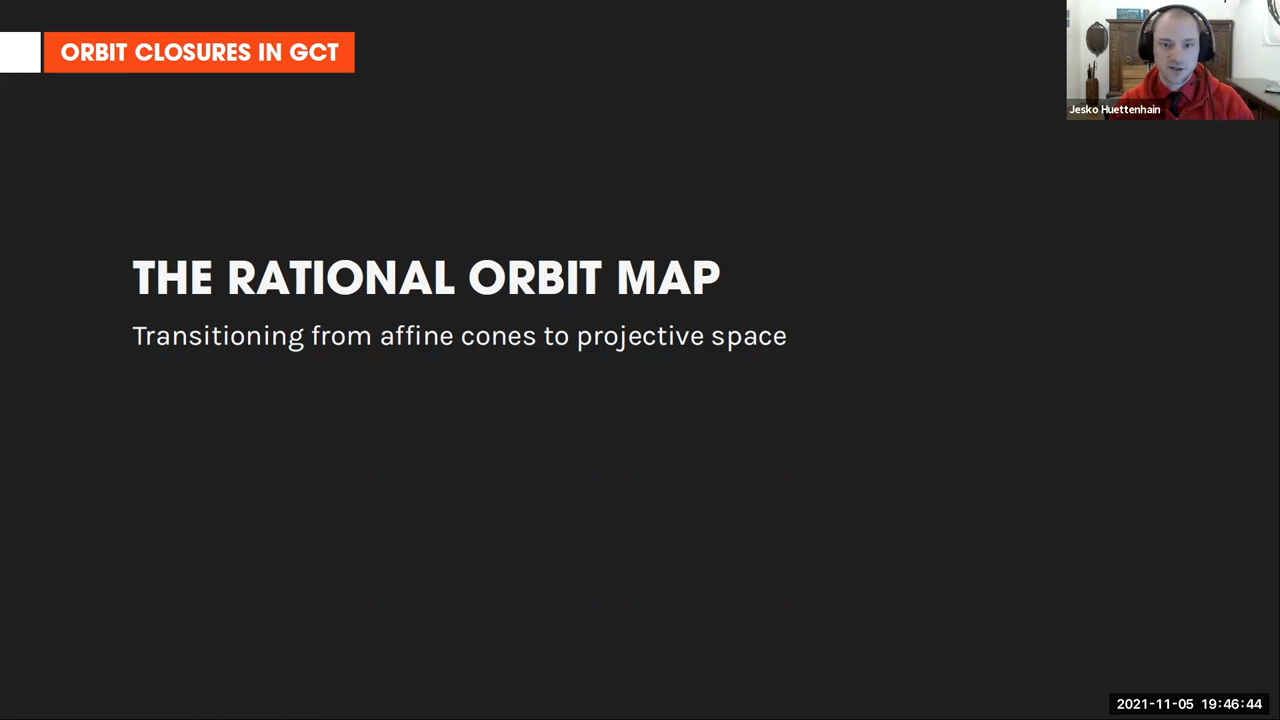 ORBIT CLOSURES IN GCT
Jesko Huettenhain
THE RATIONAL ORBIT MAP
Transitioning from affine cones to projective space
2021-11-05 19:46:44